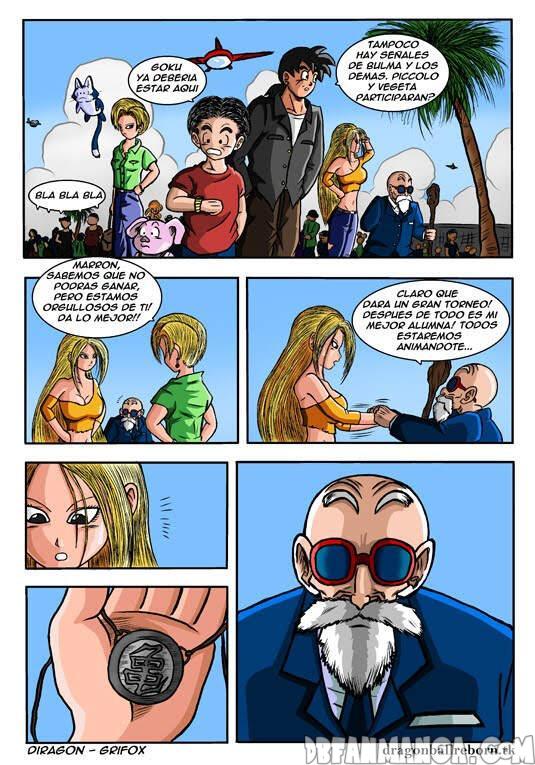 GOKU
YA DEBERIA
ESTAR AQUI
TAMPOCO
HAY SEÑALES
DE BULMA Y LOS
DEMAS. PICCOLO
Y VEGETA
PARTICIPARAN?
BLA BLA BLA
MARRON,
SABEMOS QUE NO
PODRAS GANAR,
PERO ESTAMOS
ORGULLOSOS DE TI!
DA LO MEJOR!!
CLARO QUE
DARA UN GRAN TORNEO!
DESPUES DE TODO ES MI
MEJOR ALUMNA! TODOS
ESTAREMOS
ANIMANDOTE...
DIRAGON - GRIFOX
dragonballreborn.tk
DBFANMANGA.COM